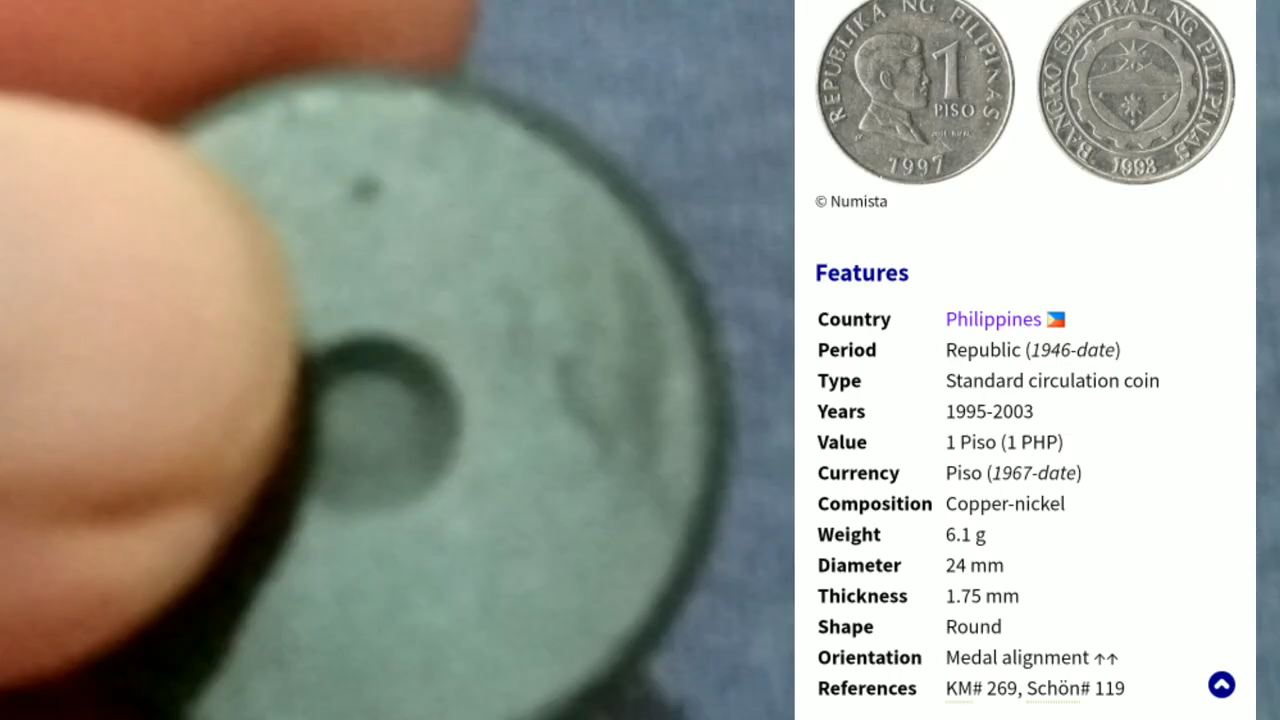 REPUBLIKA NG PILIPINAS
1
PISO
1997
BANGKO SENTRAL NG PILIPINAS
1993
© Numista
Features
Country Philippines
Period Republic (1946-date)
Type Standard circulation coin
Years 1995-2003
Value 1 Piso (1 PHP)
Currency Piso (1967-date)
Composition Copper-nickel
Weight 6.1 g
Diameter 24 mm
Thickness 1.75 mm
Shape Round
Orientation Medal alignment ↑↑
References KM# 269, Schön# 119